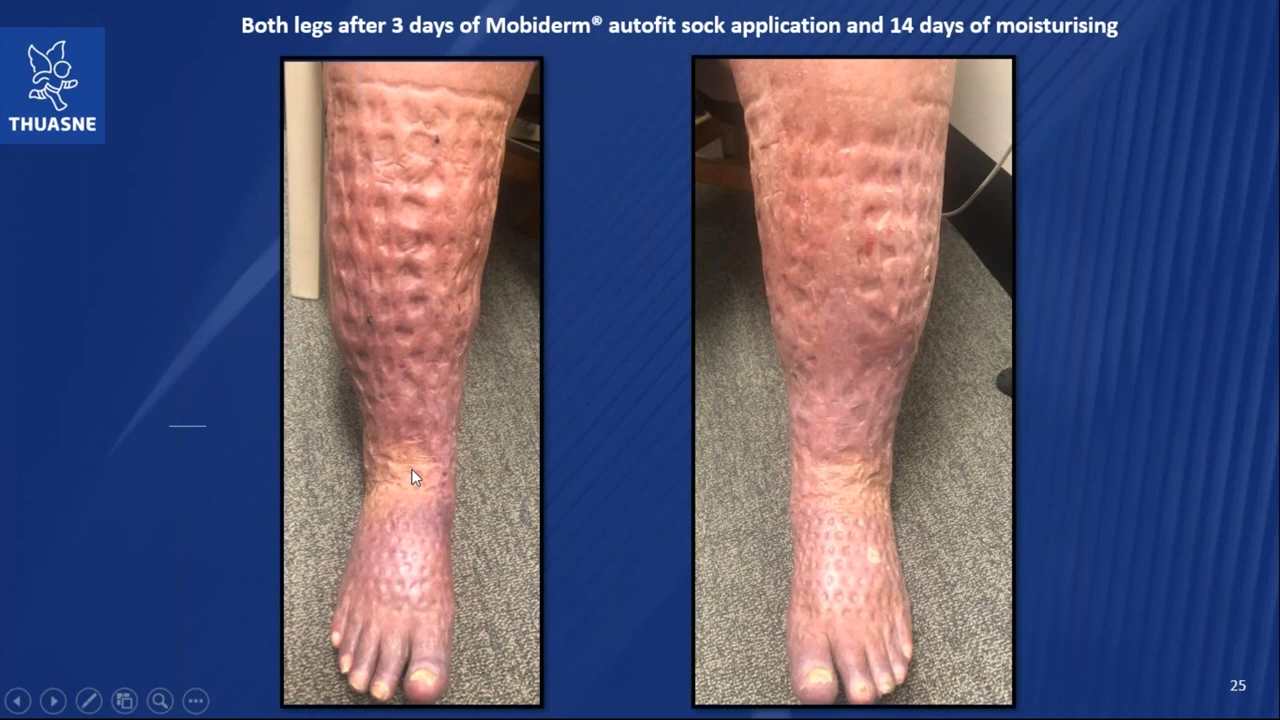 Both legs after 3 days of Mobiderm® autofit sock application and 14 days of moisturising
THUASNE
25